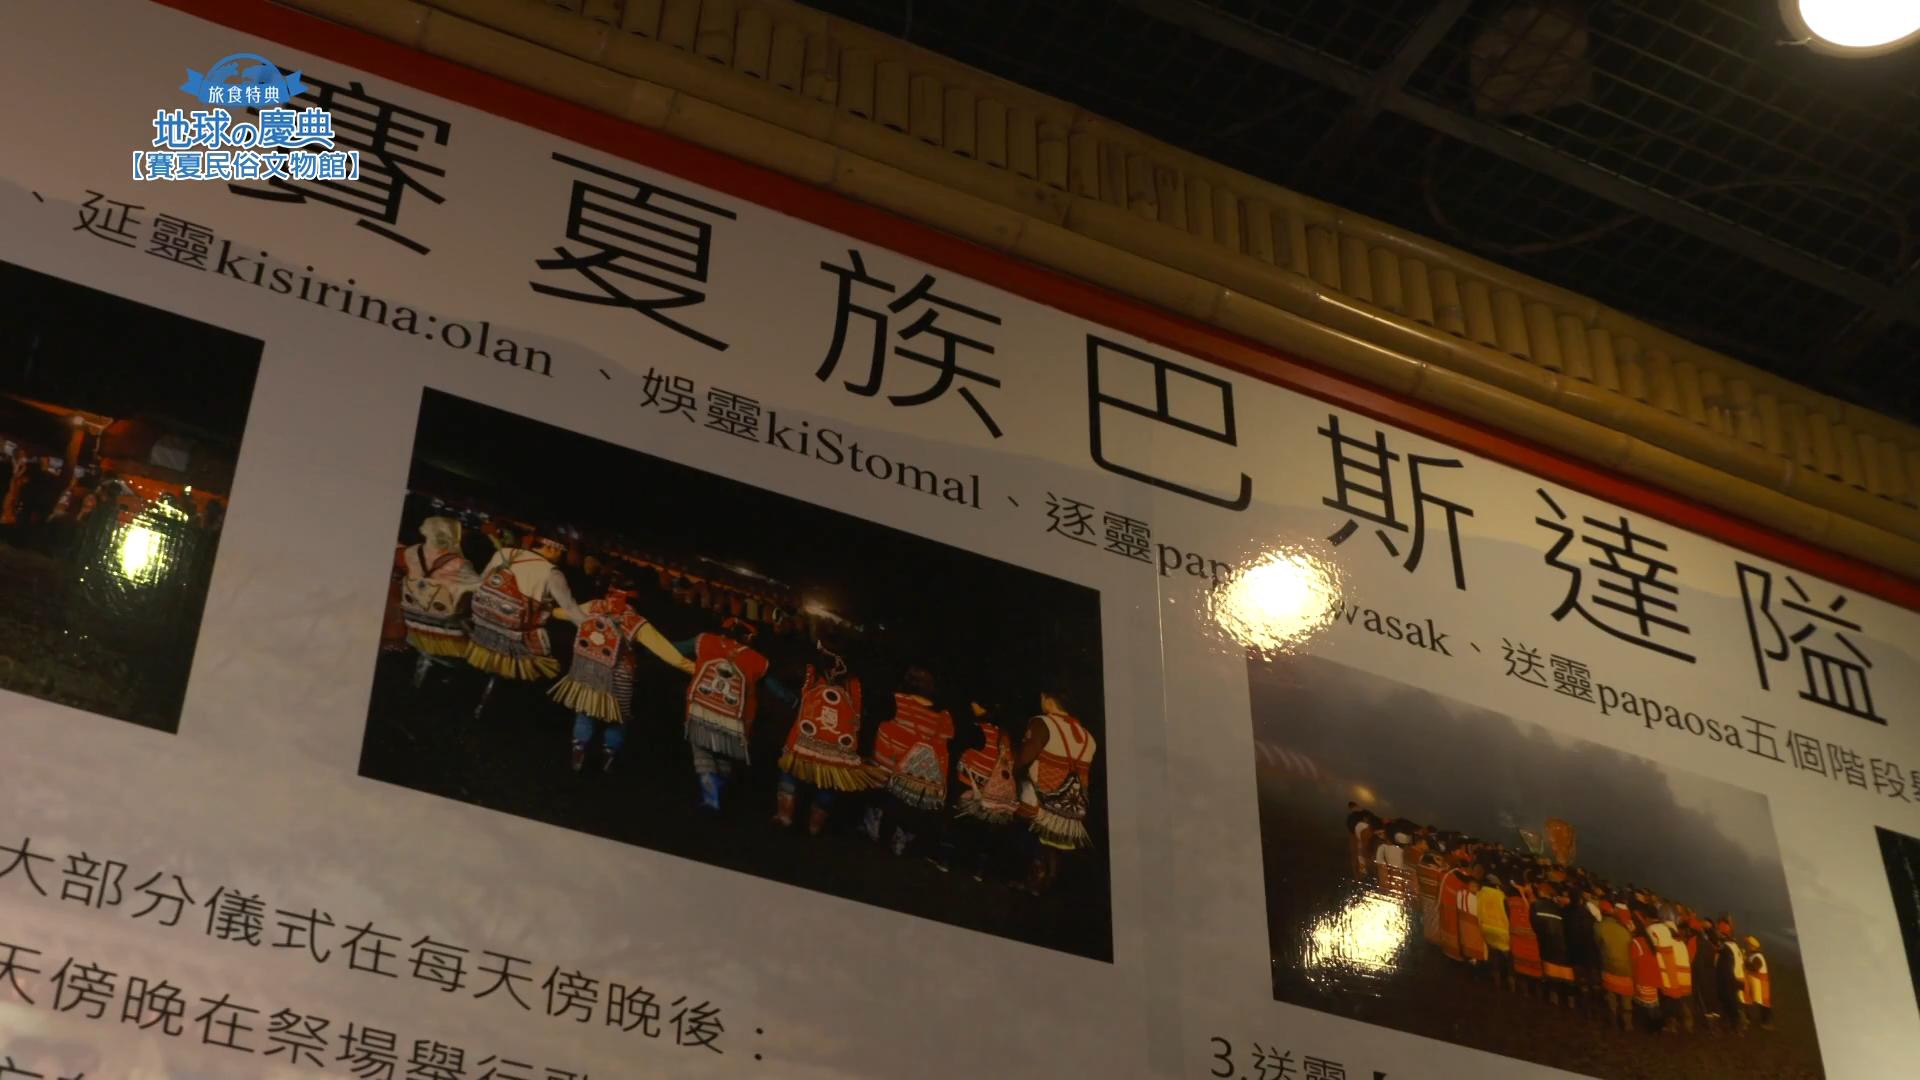 旅食特典
地球の慶典
【賽夏民俗文物館】
賽夏族巴斯達隘
、延靈kisirina:olan、娛靈kiStomal、逐靈pap wasak、送靈papaosa五個階段
大部分儀式在每天傍晚後：
天傍晚在祭場舉行
3.送靈